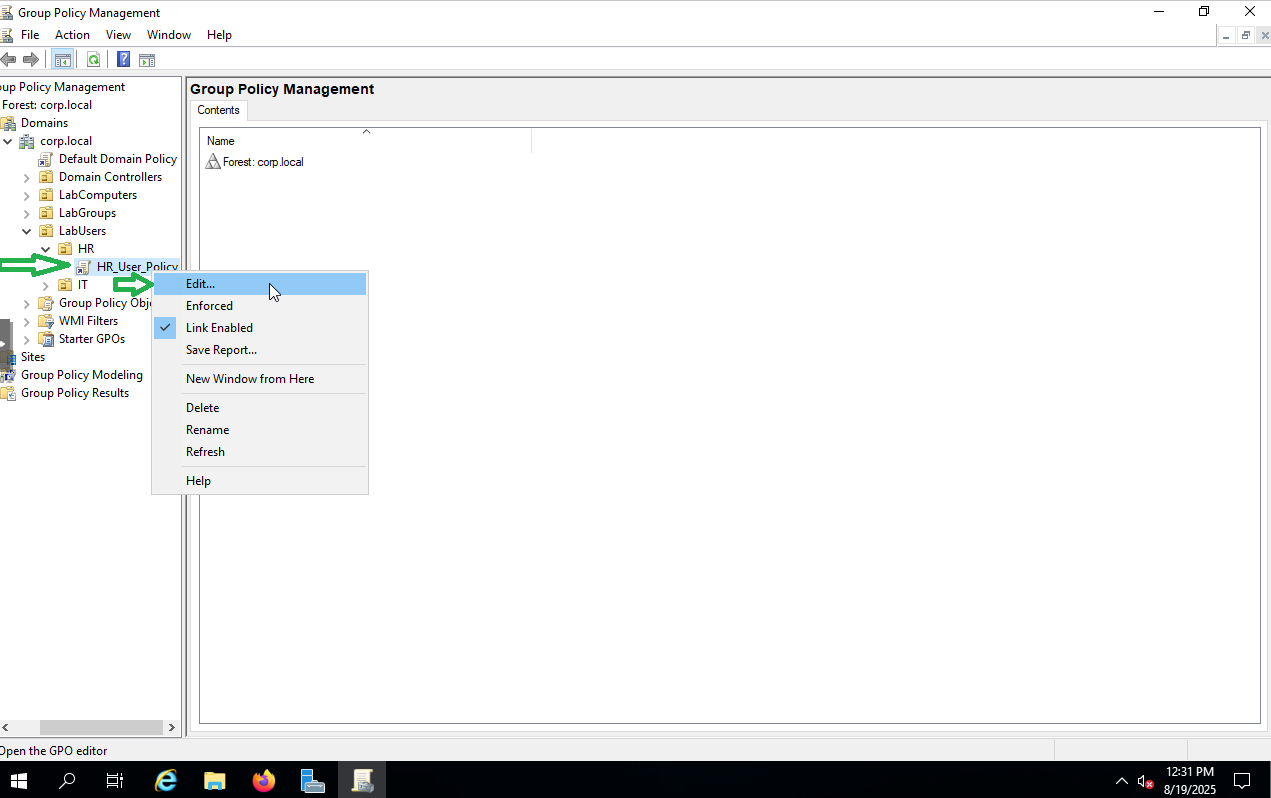 Group Policy Management
File Action View Window Help
oup Policy Management
Forest: corp.local
Domains
corp.local
Default Domain Policy
Domain Controllers
LabComputers
LabGroups
LabUsers
HR
HR_User_Policy
IT
Group Policy Obje
WMI Filters
Starter GPOs
Sites
Group Policy Modeling
Group Policy Results
Group Policy Management
Contents
Name
Forest: corp.local
Edit...
Enforced
Link Enabled
Save Report...
New Window from Here
Delete
Rename
Refresh
Help
Open the GPO editor
12:31 PM
8/19/2025